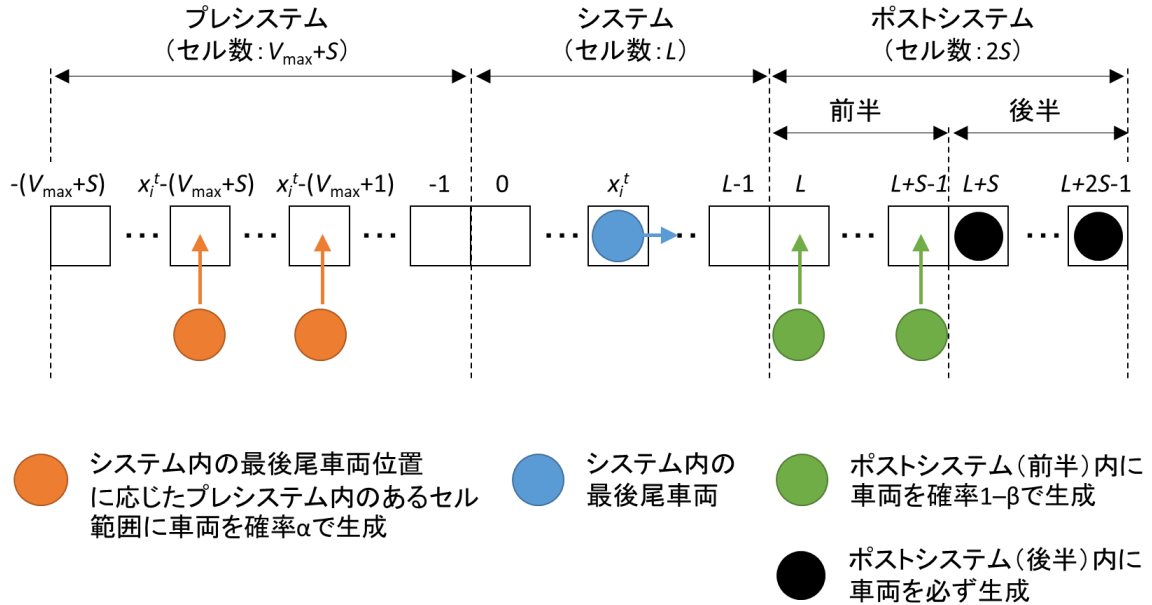 プレシステム
（セル数：Vmax+S）
システム
（セル数：L）
ポストシステム
（セル数：2S）
前半
後半
-(Vmax+S)
xit-(Vmax+S)
xit-(Vmax+1)
-1
0
xit
L-1
L
L+S-1
L+S
L+2S-1
システム内の最後尾車両位置
に応じたプレシステム内のあるセル
範囲に車両を確率αで生成
システム内の
最後尾車両
ポストシステム（前半）内に
車両を確率1–βで生成
ポストシステム（後半）内に
車両を必ず生成